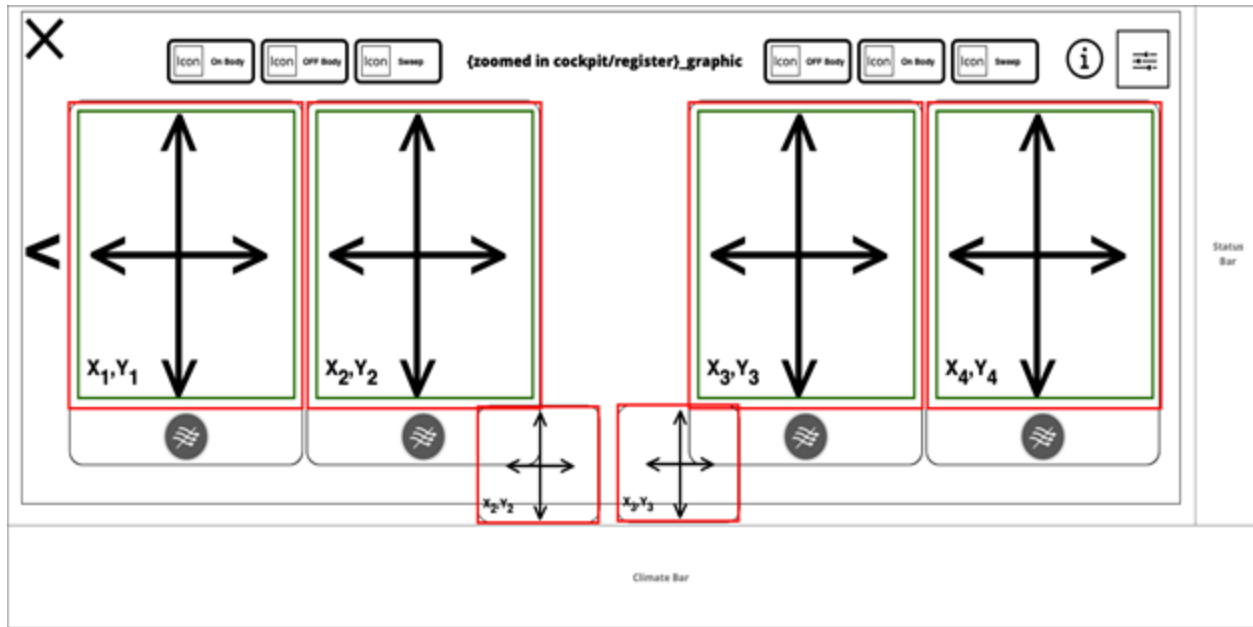 Icon On Body
Icon OFF Body
Icon Sweep
{zoomed in cockpit/register}_graphic
Icon OFF Body
Icon On Body
Icon Sweep
i
<
X1,Y1
X2,Y2
X3,Y3
X4,Y4
X2,Y2
X3,Y3
Status
Bar
Climate Bar